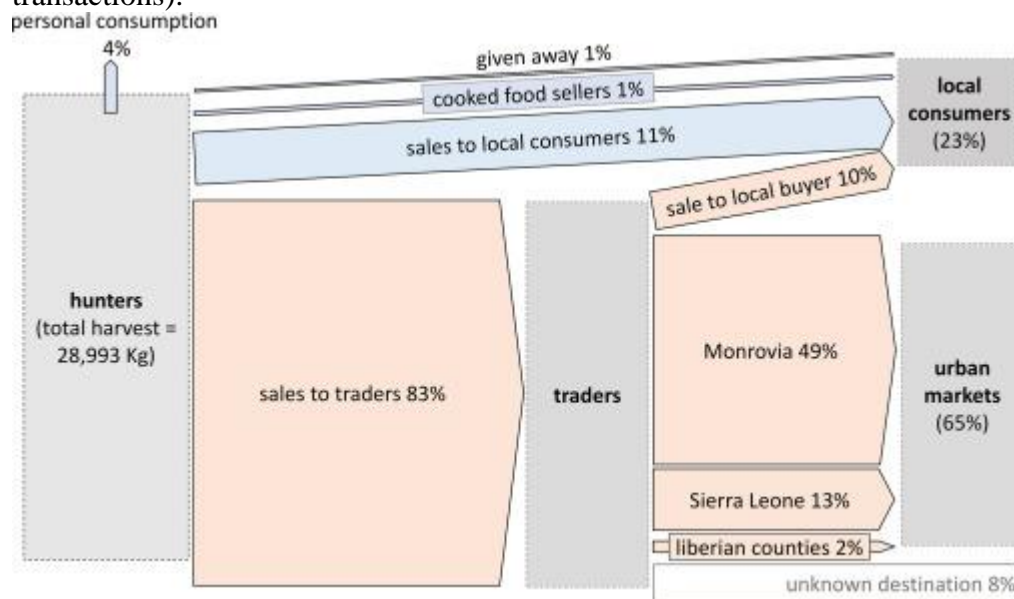 transactions).
personal consumption
4%
given away 1%
cooked food sellers 1%
sales to local consumers 11%
local
consumers
(23%)
sale to local buyer 10%
hunters
(total harvest =
28,993 Kg)
sales to traders 83%
traders
Monrovia 49%
urban
markets
(65%)
Sierra Leone 13%
liberian counties 2%
unknown destination 8%